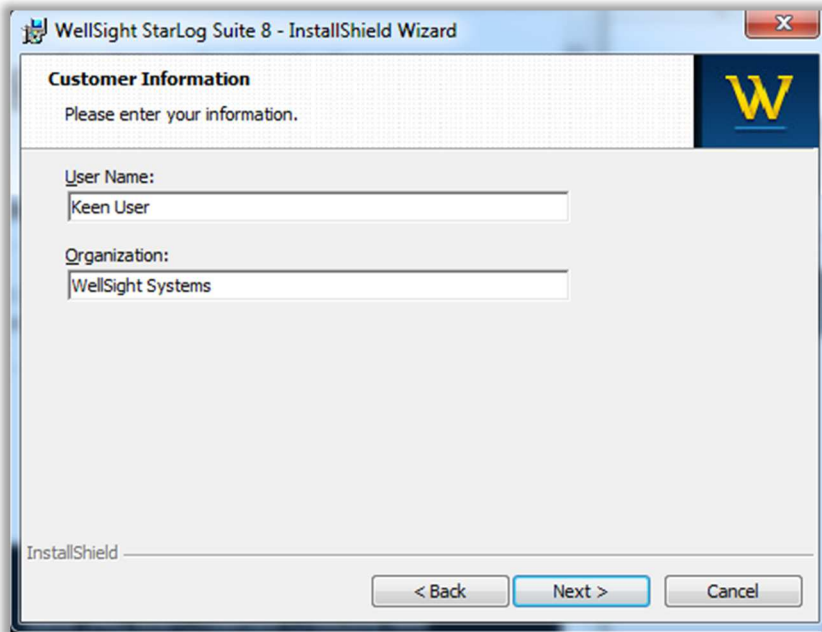 WellSight StarLog Suite 8 - InstallShield Wizard
Customer Information
Please enter your information.
W
User Name:
Keen User
Organization:
WellSight Systems
InstallShield
< Back Next > Cancel